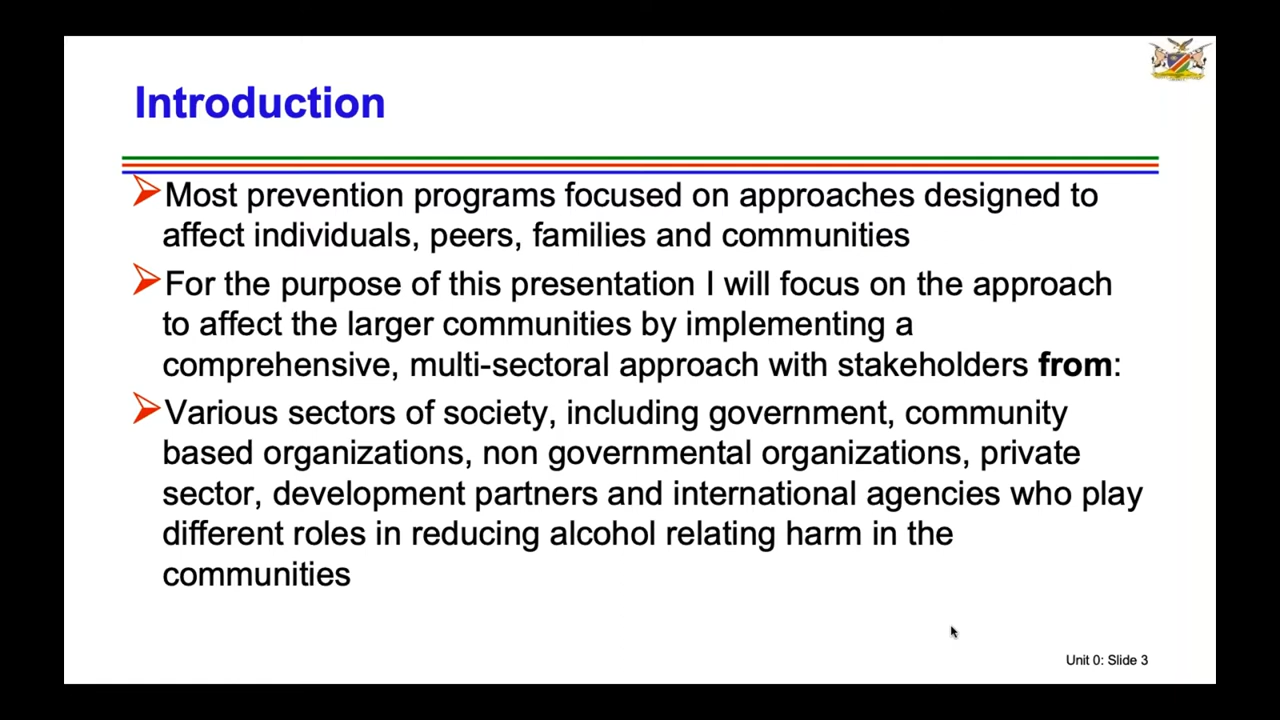 Introduction
Most prevention programs focused on approaches designed to
affect individuals, peers, families and communities
For the purpose of this presentation I will focus on the approach
to affect the larger communities by implementing a
comprehensive, multi-sectoral approach with stakeholders from:
Various sectors of society, including government, community
based organizations, non governmental organizations, private
sector, development partners and international agencies who play
different roles in reducing alcohol relating harm in the
communities
Unit 0: Slide 3